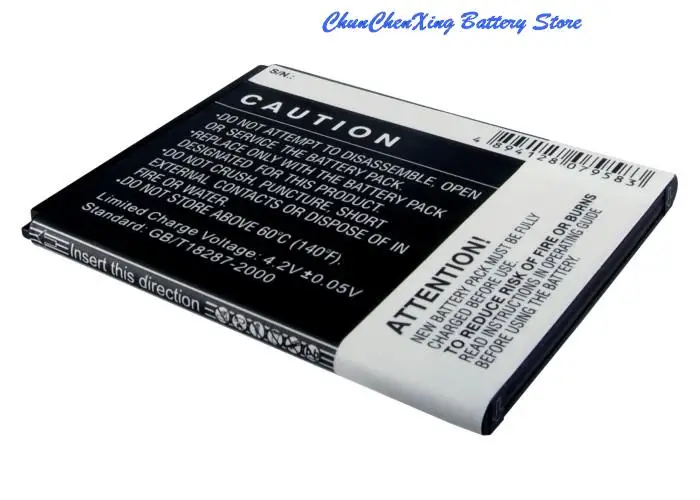 ChunChenXing Battery Store
S/N.:
CAUTION
•DO NOT ATTEMPT TO DISASSEMBLE, OPEN
OR SERVICE THE BATTERY PACK.
•REPLACE ONLY WITH THE BATTERY PACK
DESIGNATED FOR THIS PRODUCT
•DO NOT CRUSH, PUNCTURE, SHORT
EXTERNAL CONTACTS OR DISPOSE OF IN
FIRE OR WATER.
•DO NOT STORE ABOVE 60℃ (140℉).
Limited Charge Voltage: 4.2V±0.05V
Standard: GB/T18287-2000
Insert this direction
4 894128 079583
ATTENTION!
NEW BATTERY PACK MUST BE FULLY
CHARGED BEFORE USE.
TO REDUCE RISK OF FIRE OR BURNS
READ INSTRUCTIONS IN OPERATING GUIDE
BEFORE USING THE BATTERY.